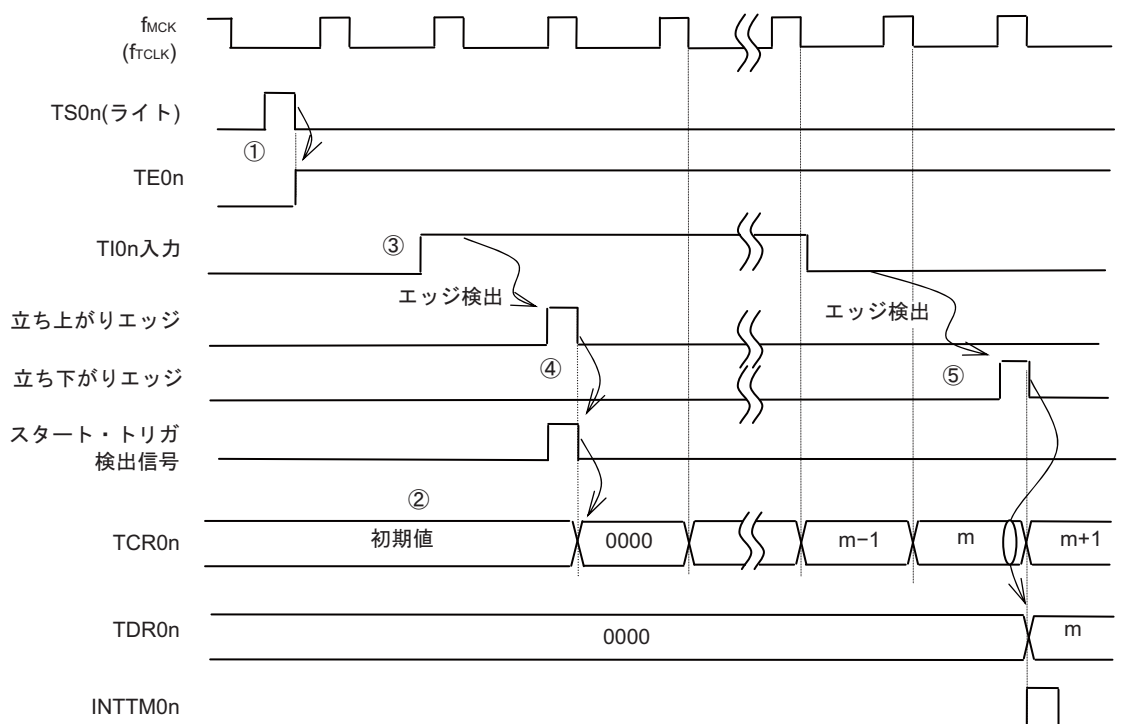 fMCK
(fTCLK)
TS0n(ライト)
①
TE0n
TI0n入力
③
エッジ検出
エッジ検出
立ち上がりエッジ
④
立ち下がりエッジ
⑤
スタート・トリガ
検出信号
②
TCR0n
初期値
0000
m−1
m
m+1
TDR0n
0000
m
INTTM0n